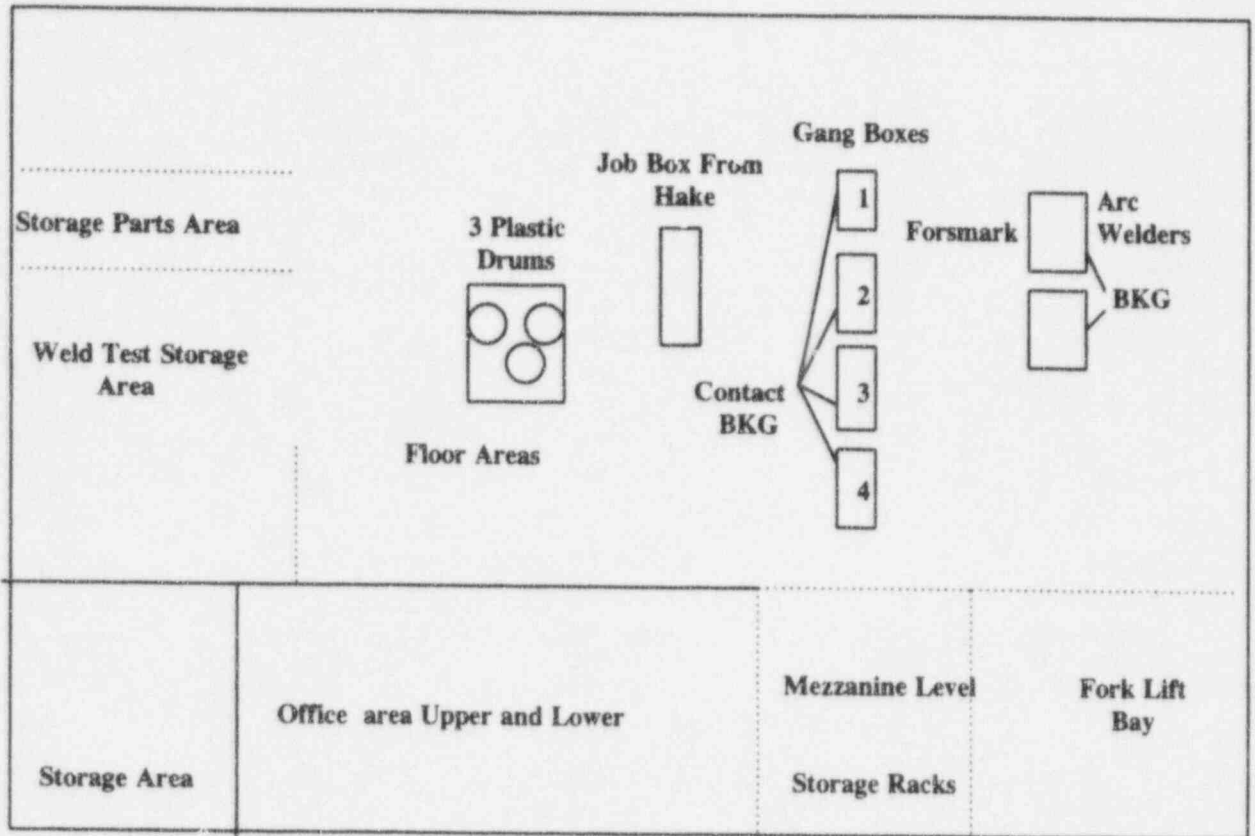 Gang Boxes
Job Box From
Hake
1
Arc
Welders
Storage Parts Area
3 Plastic
Drums
Forsmark
2
BKG
Weld Test Storage
Area
Contact
BKG
3
Floor Areas
4
Mezzanine Level
Fork Lift
Bay
Office area Upper and Lower
Storage Area
Storage Racks